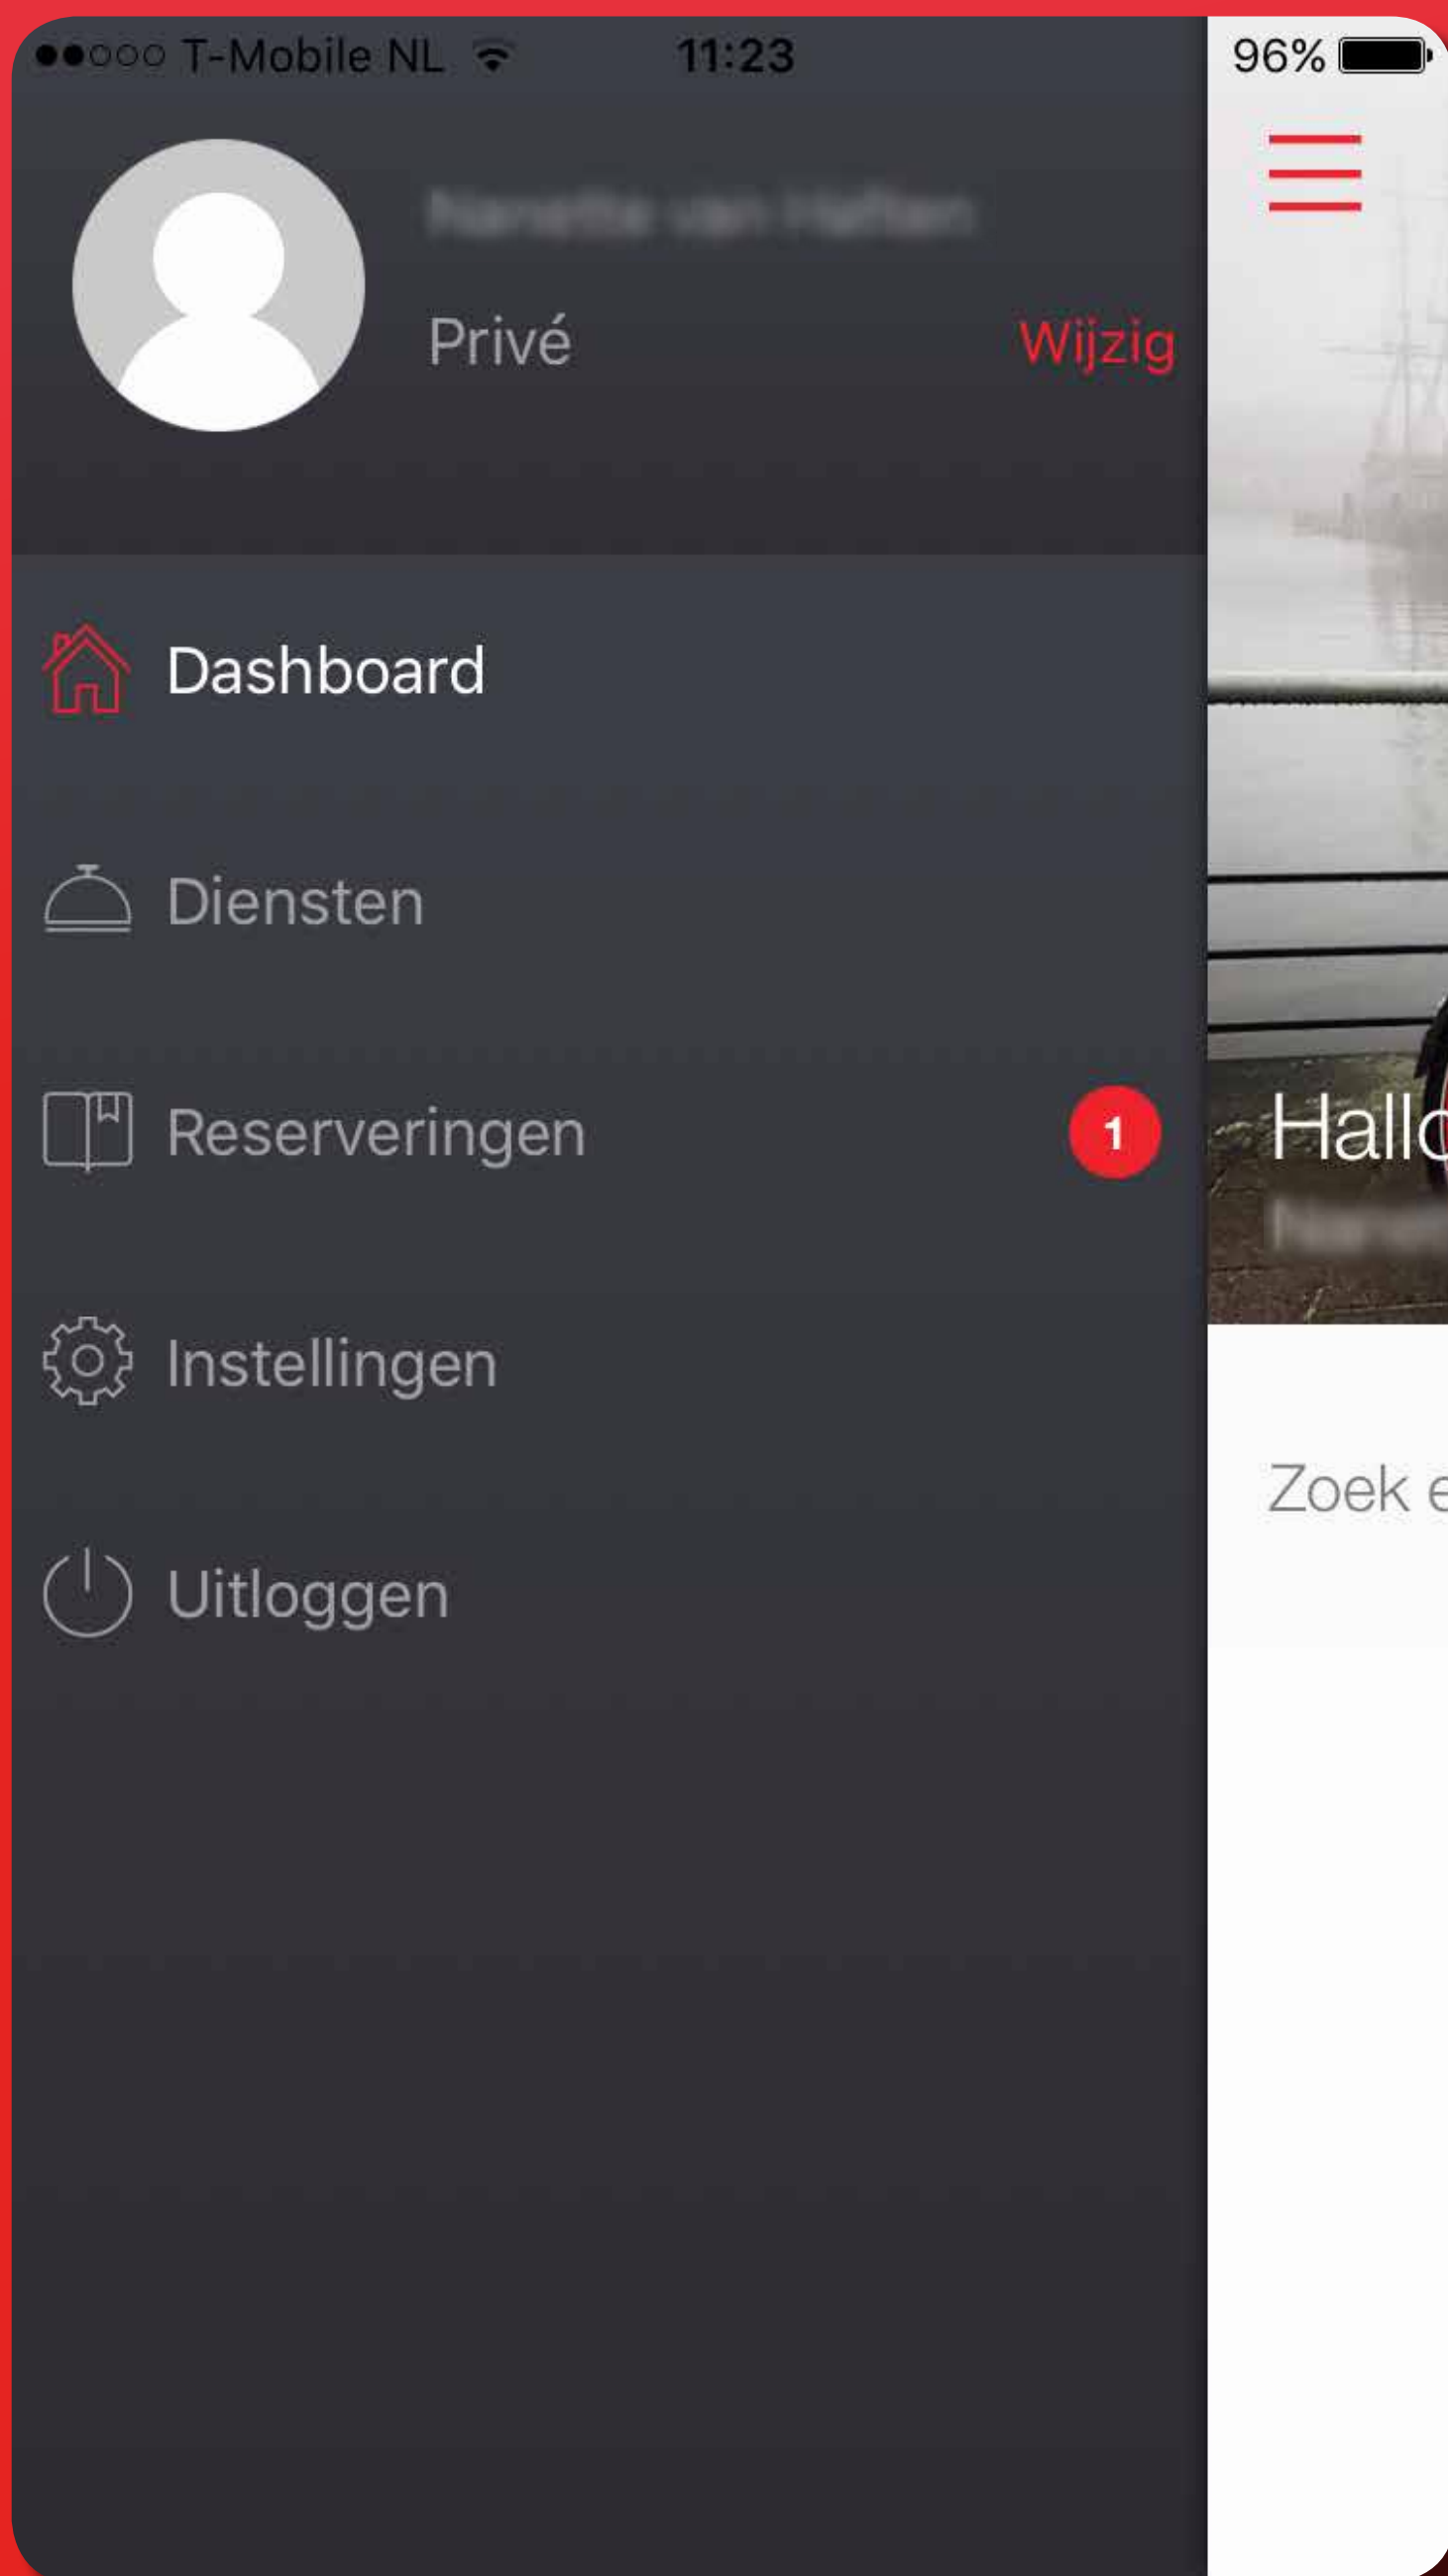 T-Mobile NL 11:23 96%
Privé Wijzig
Dashboard
Diensten
Reserveringen 1
Hallo
Instellingen
Zoek e
Uitloggen